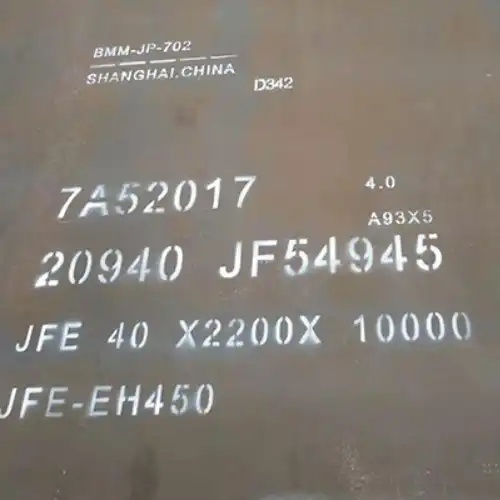 BMM-JP-702
SHANGHAI.CHINA
D342
7A52017 4.0
A93X5
20940 JF54945
JFE 40 X2200X 10000
JFE-EH450